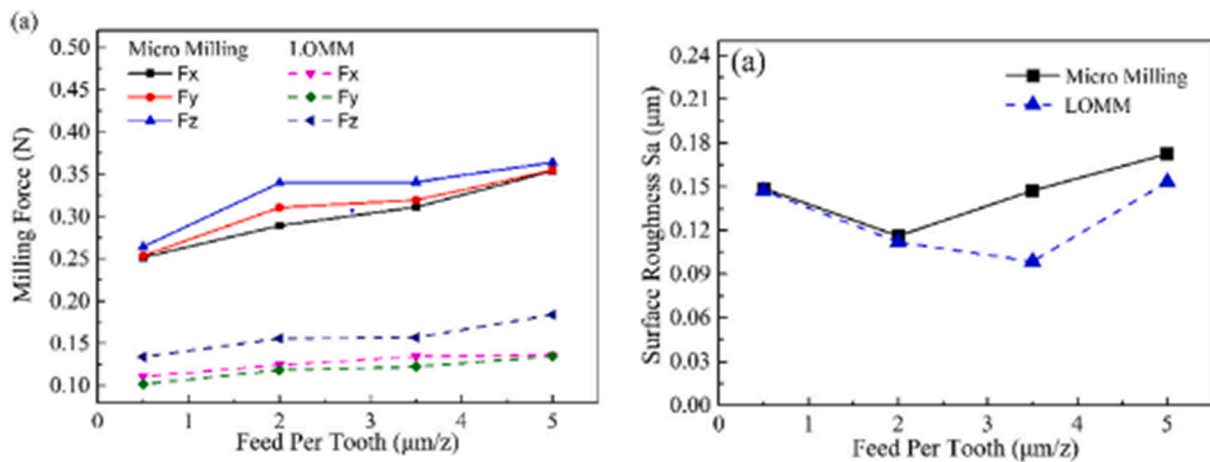 (a)
Micro Milling LOMM
Fx Fx
Fy Fy
Fz Fz
0.50
0.45
0.40
0.35
0.30
0.25
0.20
0.15
0.10
Milling Force (N)
0 1 2 3 4 5
Feed Per Tooth (μm/z)
(a)
Micro Milling
LOMM
0.24
0.21
0.18
0.15
0.12
0.09
0.06
0.03
0.00
Surface Roughness Sa (μm)
0 1 2 3 4 5
Feed Per Tooth (μm/z)